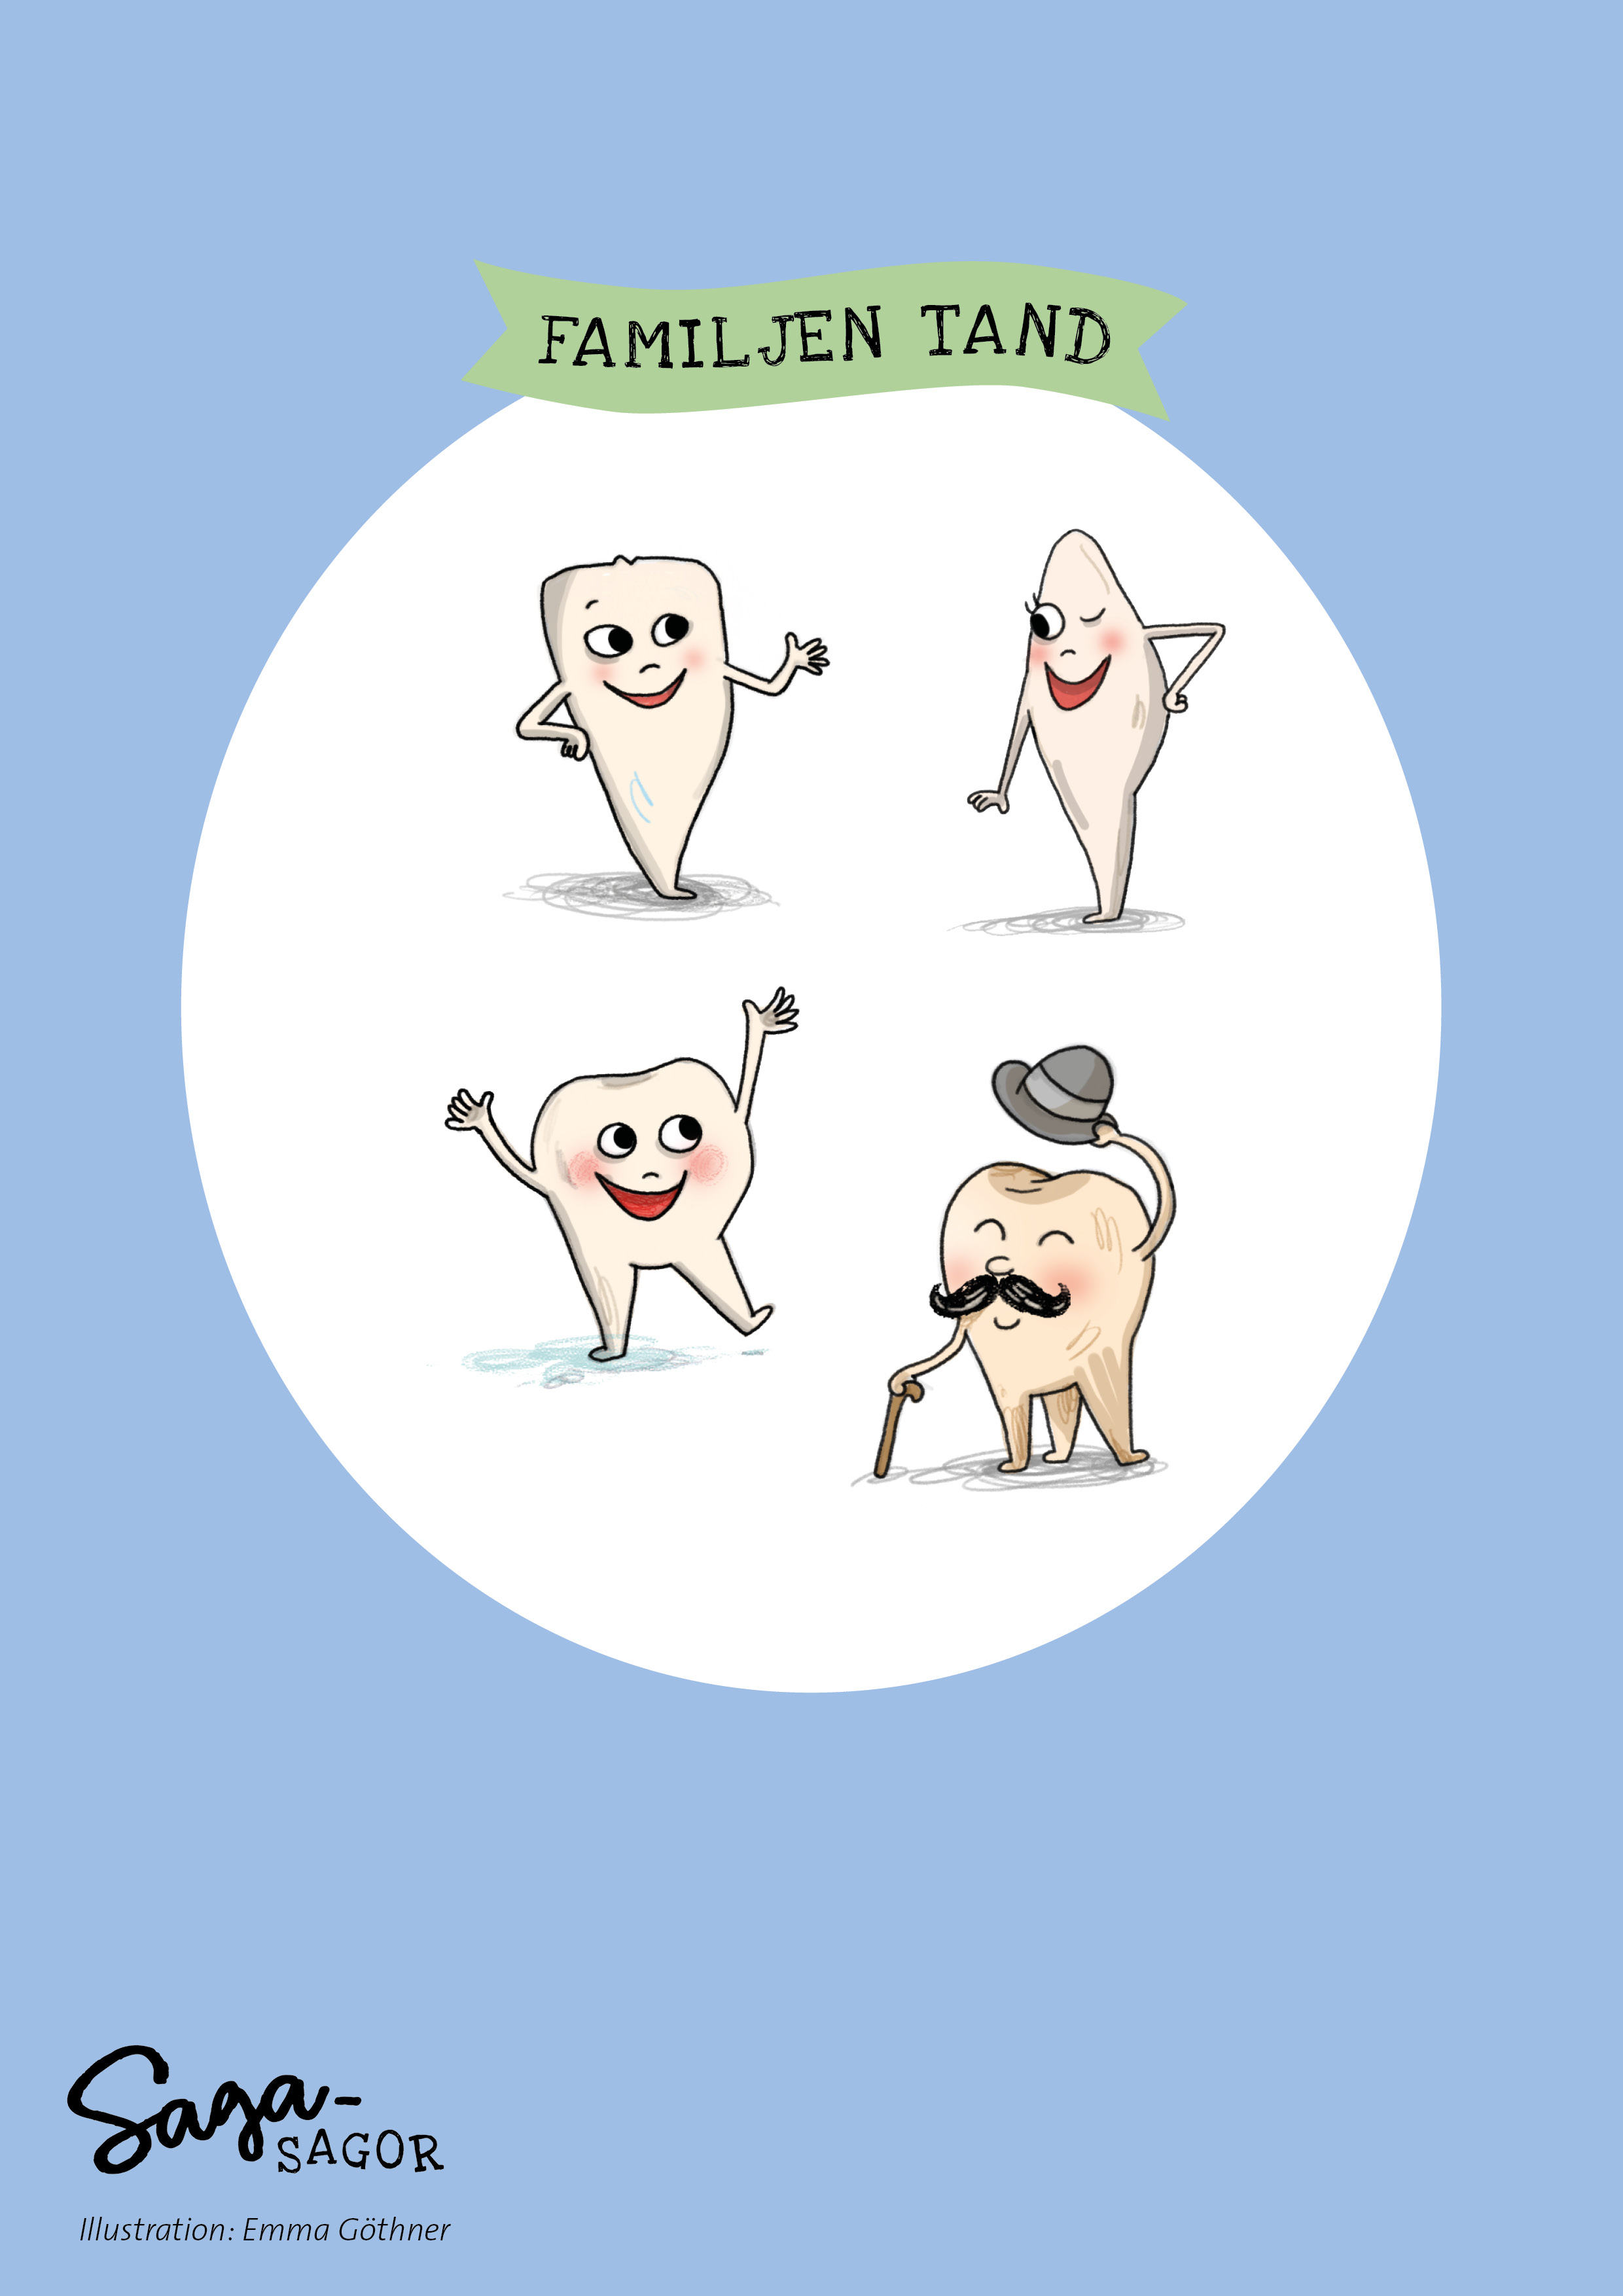 FAMILJEN TAND
Saga-
SAGOR
Illustration: Emma Göthner